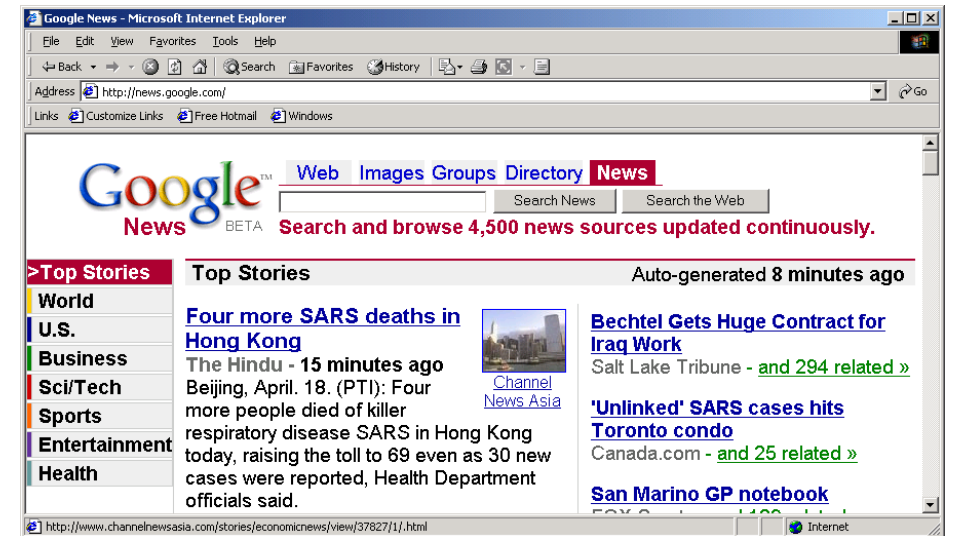 Google News - Microsoft Internet Explorer
File Edit View Favorites Tools Help
Back Search Favorites History
Address http://news.google.com/ Go
Links Customize Links Free Hotmail Windows
Google TM
News BETA
Web Images Groups Directory News
Search News Search the Web
Search and browse 4,500 news sources updated continuously.
>Top Stories
World
U.S.
Business
Sci/Tech
Sports
Entertainment
Health
Top Stories Auto-generated 8 minutes ago
Four more SARS deaths in
Hong Kong
The Hindu - 15 minutes ago
Beijing, April. 18. (PTI): Four
more people died of killer
respiratory disease SARS in Hong Kong
today, raising the toll to 69 even as 30 new
cases were reported, Health Department
officials said.
Channel
News Asia
Bechtel Gets Huge Contract for
Iraq Work
Salt Lake Tribune - and 294 related »
'Unlinked' SARS cases hits
Toronto condo
Canada.com - and 25 related »
San Marino GP notebook
http://www.channelnewsasia.com/stories/economicnews/view/37827/1/.html Internet